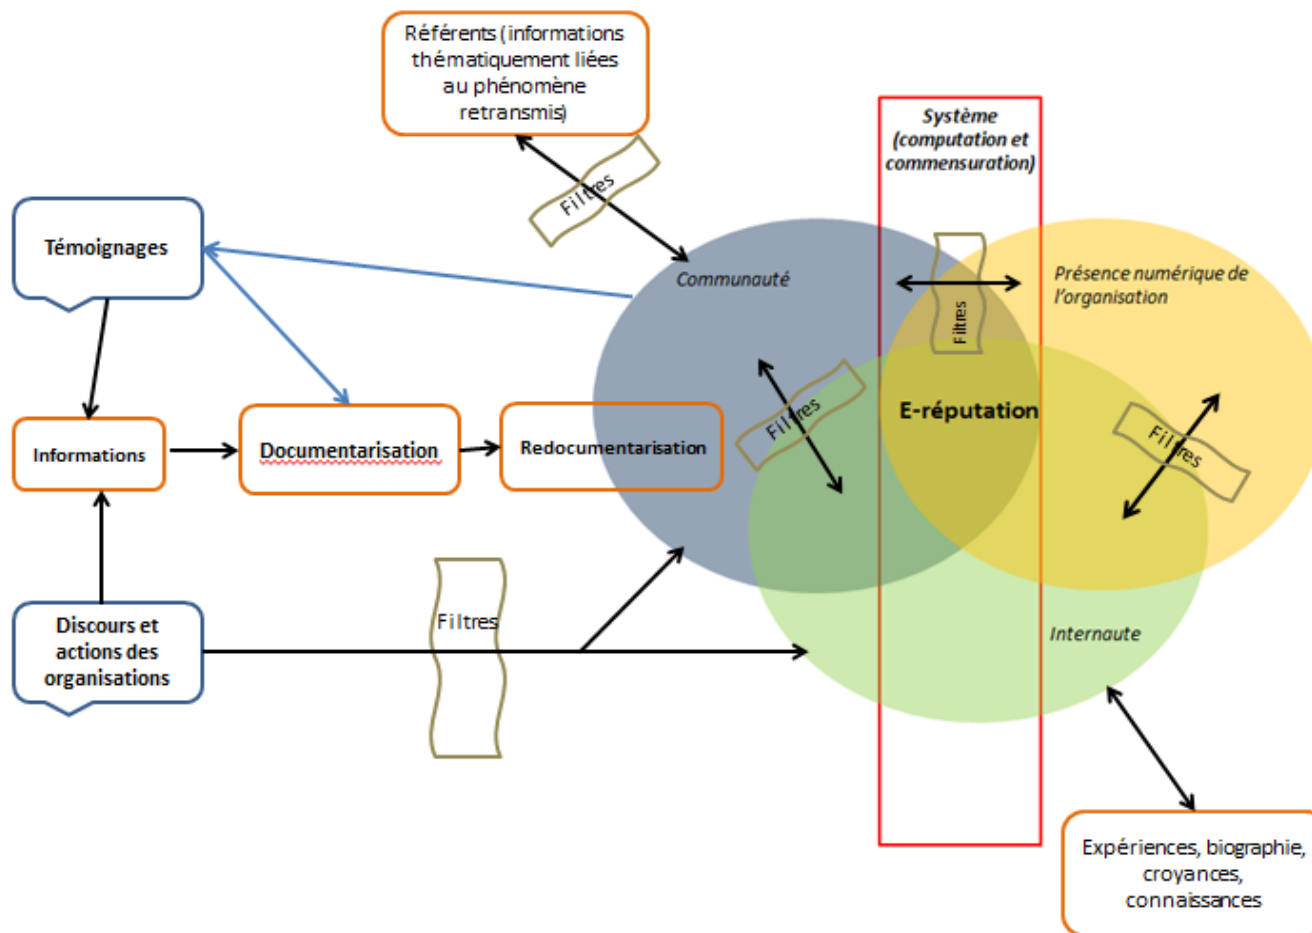 Référents (informations
thématiquement liées
au phénomène
retransmis)
Système
(computation et
commensuration)
Filtres
Témoignages
Communauté
Présence numérique de
l'organisation
Filtres
Filtres
E-réputation
Filtres
Informations
Documentarisation
Redocumentarisation
Filtres
Discours et
actions des
organisations
Internaute
Expériences, biographie,
croyances,
connaissances